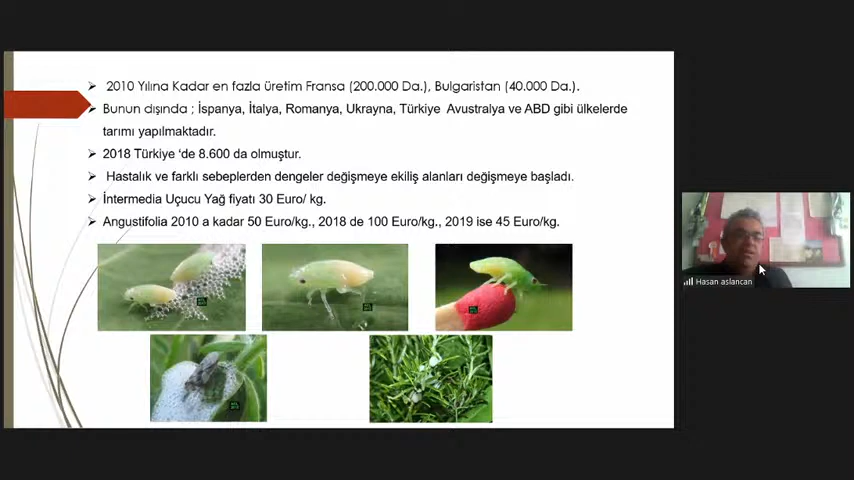 2010 Yılına Kadar en fazla üretim Fransa (200.000 Da.), Bulgaristan (40.000 Da.).
Bunun dışında ; İspanya, İtalya, Romanya, Ukrayna, Türkiye Avustralya ve ABD gibi ülkelerde
tarımı yapılmaktadır.
2018 Türkiye 'de 8.600 da olmuştur.
Hastalık ve farklı sebeplerden dengeler değişmeye ekiliş alanları değişmeye başladı.
İntermedia Uçucu Yağ fiyatı 30 Euro/ kg.
Angustifolia 2010 a kadar 50 Euro/kg., 2018 de 100 Euro/kg., 2019 ise 45 Euro/kg.
Hasan aslancan